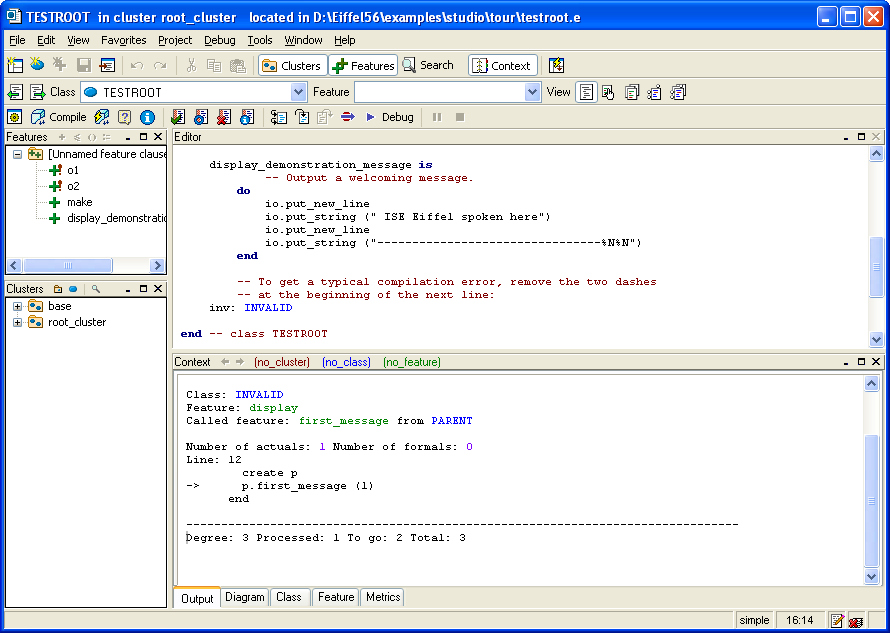 TESTROOT in cluster root_cluster located in D:\Eiffel56\examples\studio\tour\testroot.e
File Edit View Favorites Project Debug Tools Window Help
Clusters Features Search Context
Class TESTROOT Feature View
Compile Debug
Features
[Unnamed feature clause
o1
o2
make
display_demonstratio
Clusters
base
root_cluster
Editor
display_demonstration_message is
-- Output a welcoming message.
do
io.put_new_line
io.put_string (" ISE Eiffel spoken here")
io.put_new_line
io.put_string ("--------------------------------%N%N")
end
-- To get a typical compilation error, remove the two dashes
-- at the beginning of the next line:
inv: INVALID
end -- class TESTROOT
Context (no_cluster) (no_class) (no_feature)
Class: INVALID
Feature: display
Called feature: first_message from PARENT
Number of actuals: 1 Number of formals: 0
Line: 12
create p
-> p.first_message (1)
end
-------------------------------------------------------------------------------
Degree: 3 Processed: 1 To go: 2 Total: 3
Output Diagram Class Feature Metrics
simple 16:14